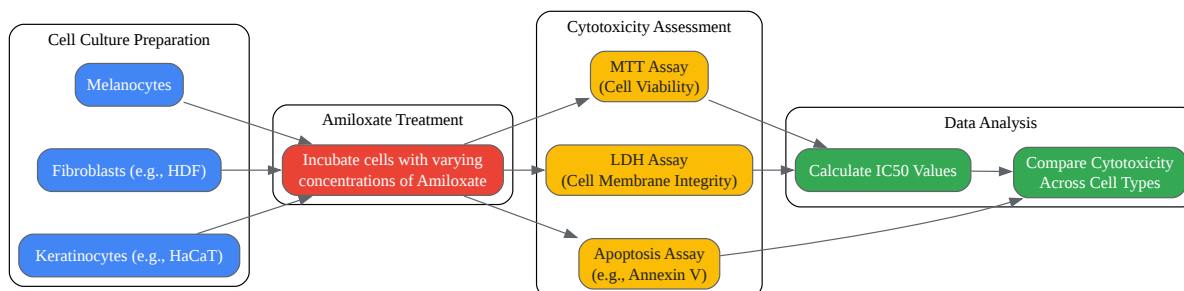 Cell Culture Preparation
Melanocytes
Fibroblasts (e.g., HDF)
Keratinocytes (e.g., HaCaT)
Amiloxate Treatment
Incubate cells with varying
concentrations of Amiloxate
Cytotoxicity Assessment
MTT Assay
(Cell Viability)
LDH Assay
(Cell Membrane Integrity)
Apoptosis Assay
(e.g., Annexin V)
Data Analysis
Calculate IC50 Values
Compare Cytotoxicity
Across Cell Types